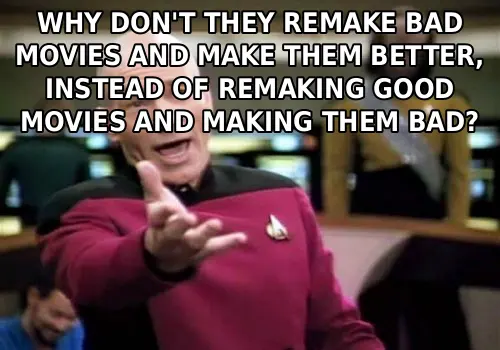 WHY DON'T THEY REMAKE BAD
MOVIES AND MAKE THEM BETTER,
INSTEAD OF REMAKING GOOD
MOVIES AND MAKING THEM BAD?